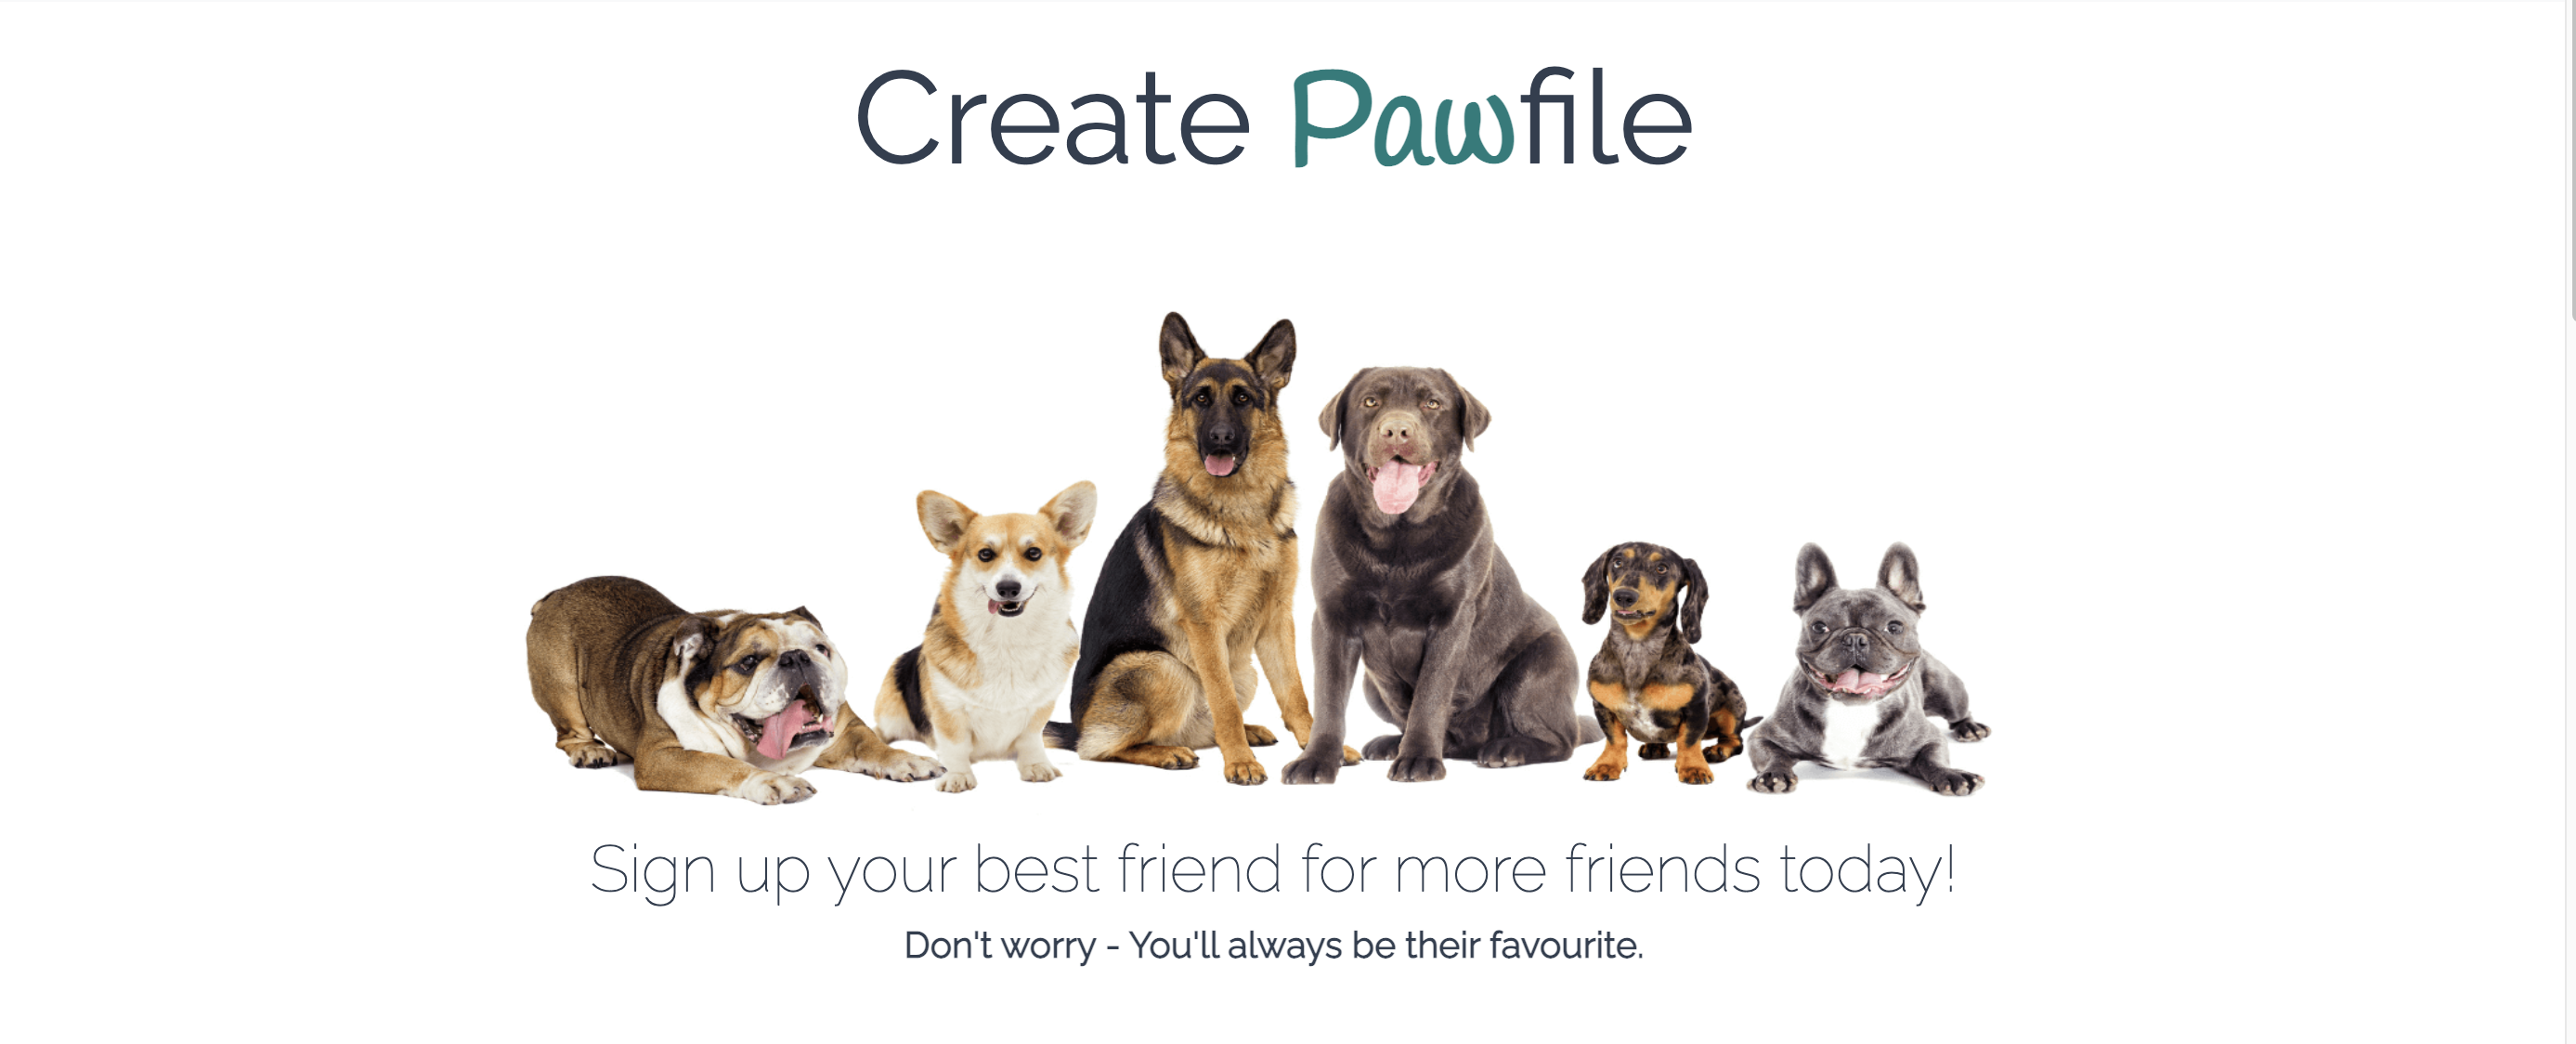 Create Pawfile
Sign up your best friend for more friends today!
Don't worry - You'll always be their favourite.